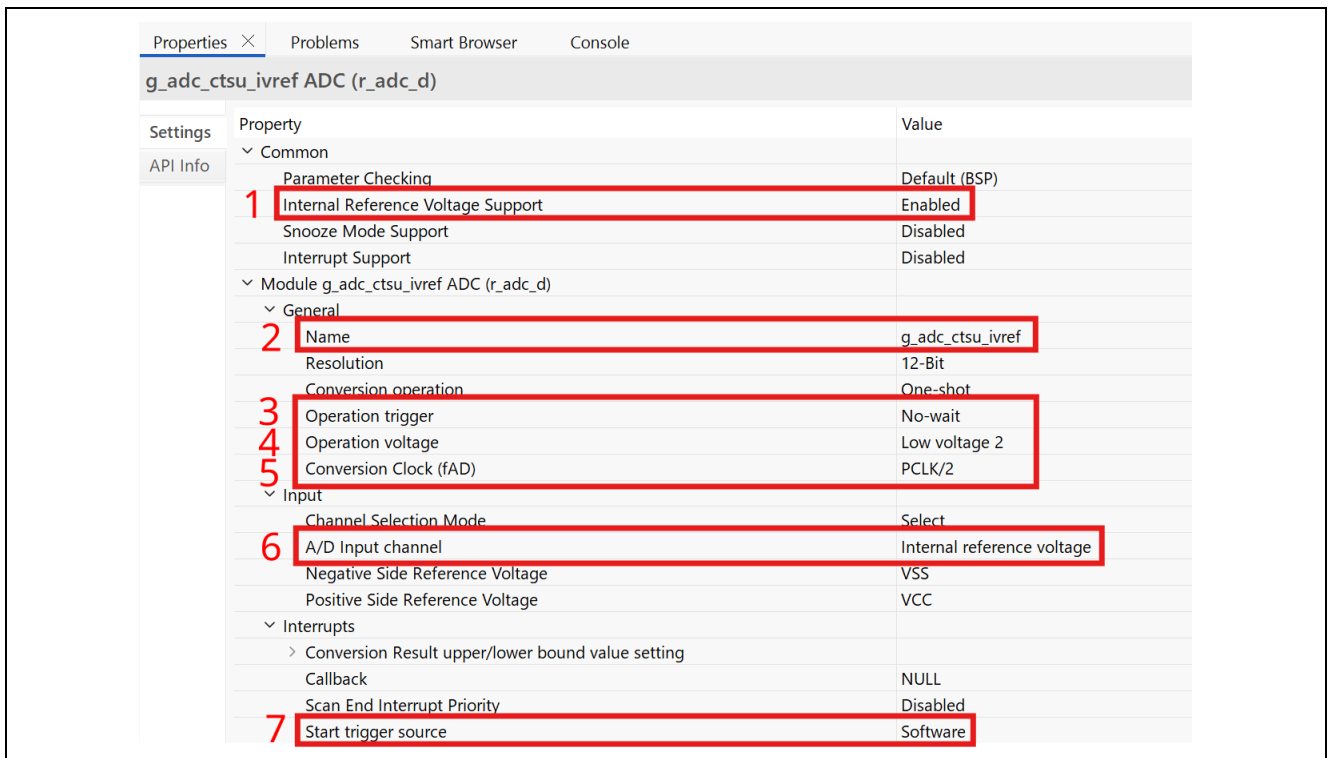 Properties Problems Smart Browser Console
g_adc_ctsu_ivref ADC (r_adc_d)
Settings
API Info
Property Value
Common
Parameter Checking Default (BSP)
1 Internal Reference Voltage Support Enabled
Snooze Mode Support Disabled
Interrupt Support Disabled
Module g_adc_ctsu_ivref ADC (r_adc_d)
General
2 Name g_adc_ctsu_ivref
Resolution 12-Bit
Conversion operation One-shot
3 Operation trigger No-wait
4 Operation voltage Low voltage 2
5 Conversion Clock (fAD) PCLK/2
Input
Channel Selection Mode Select
6 A/D Input channel Internal reference voltage
Negative Side Reference Voltage VSS
Positive Side Reference Voltage VCC
Interrupts
Conversion Result upper/lower bound value setting
Callback NULL
Scan End Interrupt Priority Disabled
7 Start trigger source Software